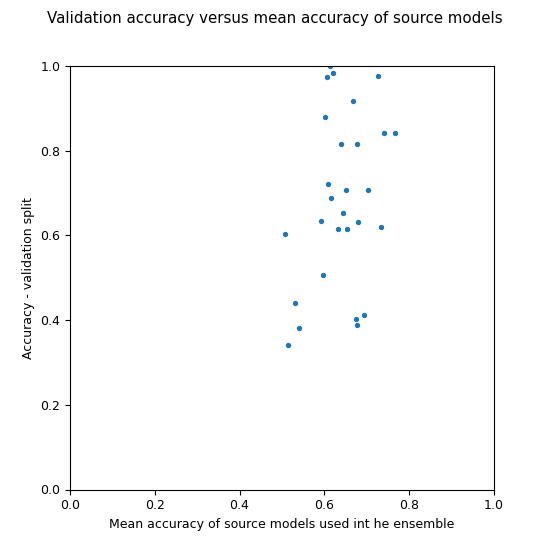 Validation accuracy versus mean accuracy of source models
1.0
0.8
0.6
0.4
0.2
0.0
Accuracy - validation split
0.0 0.2 0.4 0.6 0.8 1.0
Mean accuracy of source models used int he ensemble